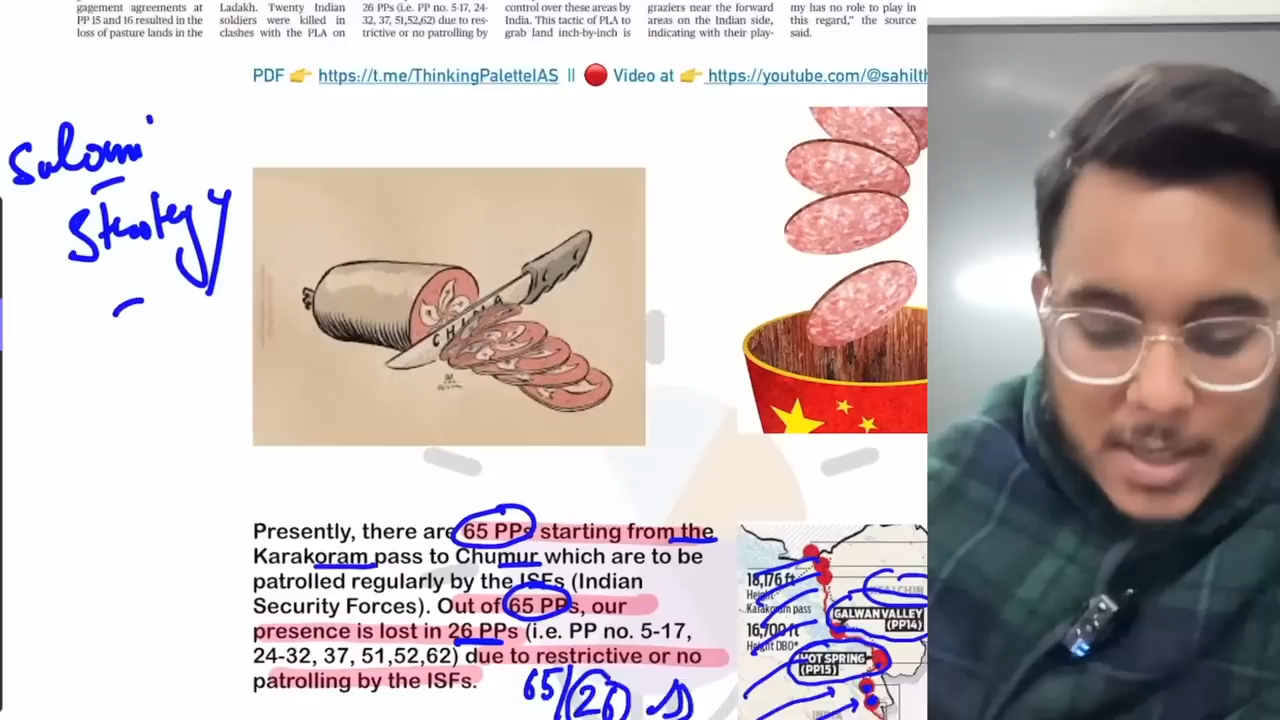 gagement agreements at
PP 15 and 16 resulted in the
loss of pasture lands in the
Ladakh. Twenty Indian
soldiers were killed in
clashes with the PLA on
26 PPs (i.e. PP no. 5-17, 24-
32, 37, 51,52,62) due to res-
trictive or no patrolling by
control over these areas by
India. This tactic of PLA to
grab land inch-by-inch is
graziers near the forward
areas on the Indian side,
indicating with their play-
my has no role to play in
this regard," the source
said.
PDF 👉 https://t.me/ThinkingPaletteIAS || 🔴 Video at 👉 https://youtube.com/@sahilth
Salami
Strategy
CHINA
Presently, there are 65 PPs starting from the
Karakoram pass to Chumur which are to be
patrolled regularly by the ISFs (Indian
Security Forces). Out of 65 PPs, our
presence is lost in 26 PPs (i.e. PP no. 5-17,
24-32, 37, 51,52,62) due to restrictive or no
patrolling by the ISFs.
65/26
18,176 ft
Height
Karakoram pass
16,700 ft
Height DBO*
GALWAN VALLEY
(PP14)
HOT SPRING
(PP15)